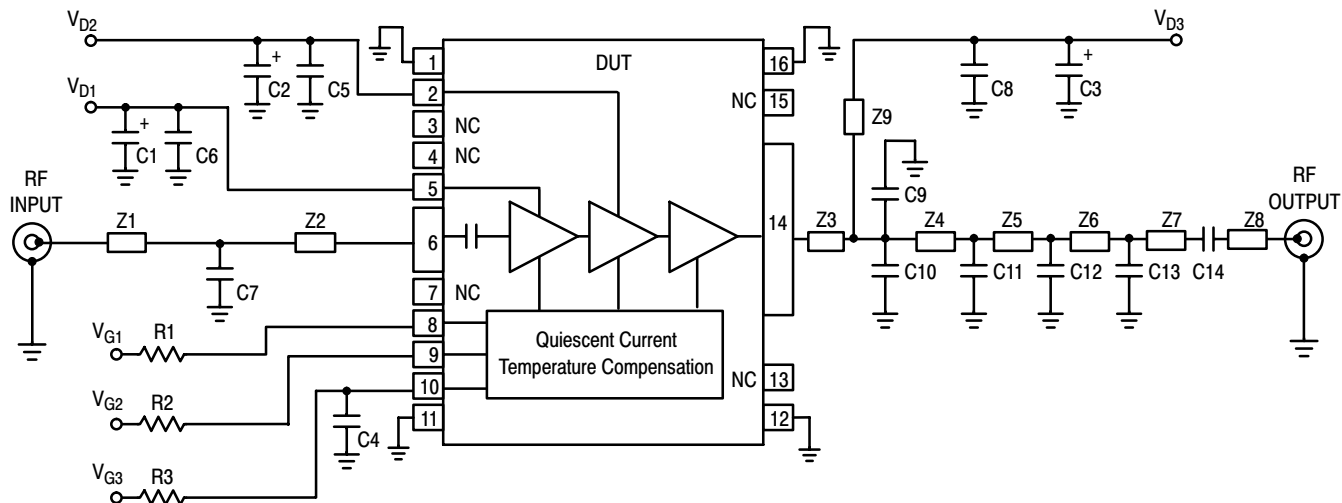 VD2
VD1
+
C2
C5
+
C1
C6
RF
INPUT
Z1
Z2
C7
VG1
R1
VG2
R2
VG3
R3
C4
DUT
1
2
3
NC
4
NC
5
6
7
NC
8
9
10
11
Quiescent Current
Temperature Compensation
16
NC
15
14
NC
13
12
VD3
C8
+
C3
Z9
C9
Z3
Z4
Z5
Z6
Z7
Z8
C10
C11
C12
C13
C14
RF
OUTPUT